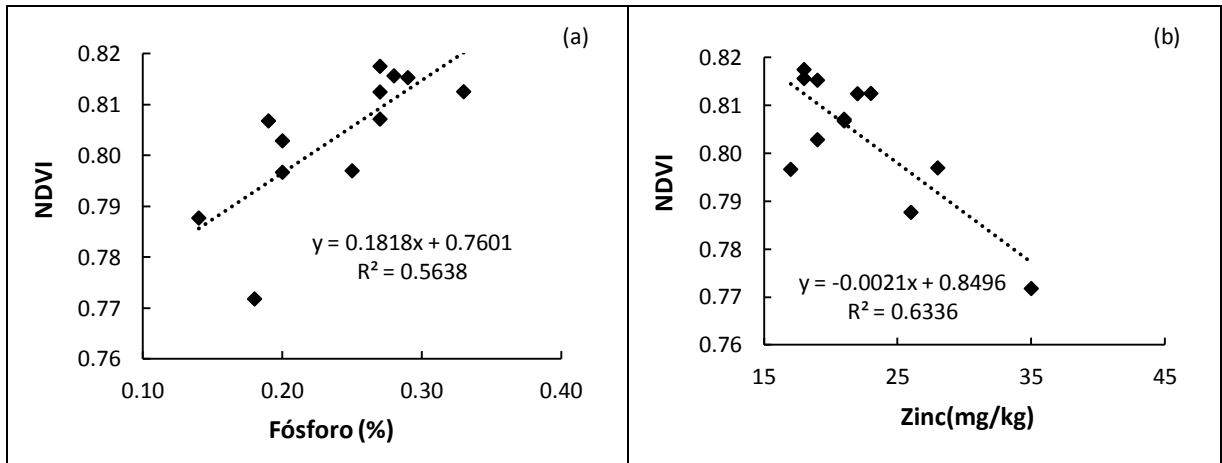 (a)
0.82
0.81
0.80
0.79
0.78
0.77
0.76
NDVI
y = 0.1818x + 0.7601
R² = 0.5638
0.10 0.20 0.30 0.40
Fósforo (%)
(b)
0.82
0.81
0.80
0.79
0.78
0.77
0.76
NDVI
y = -0.0021x + 0.8496
R² = 0.6336
15 25 35 45
Zinc(mg/kg)